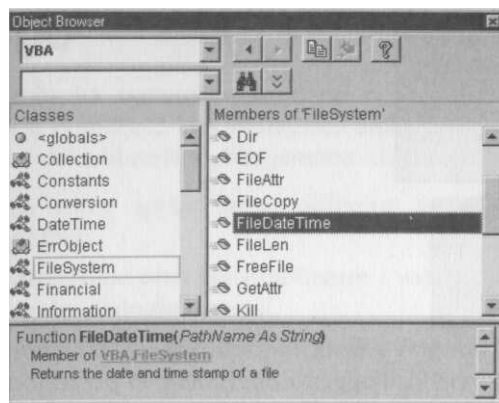 Object Browser
VBA
Classes
Members of 'FileSystem'
<globals>
Collection
Constants
Conversion
DateTime
ErrObject
FileSystem
Financial
Information
Dir
EOF
FileAttr
FileCopy
FileDateTime
FileLen
FreeFile
GetAttr
Kill
Function FileDateTime(PathName As String)
Member of VBA.FileSystem
Returns the date and time stamp of a file